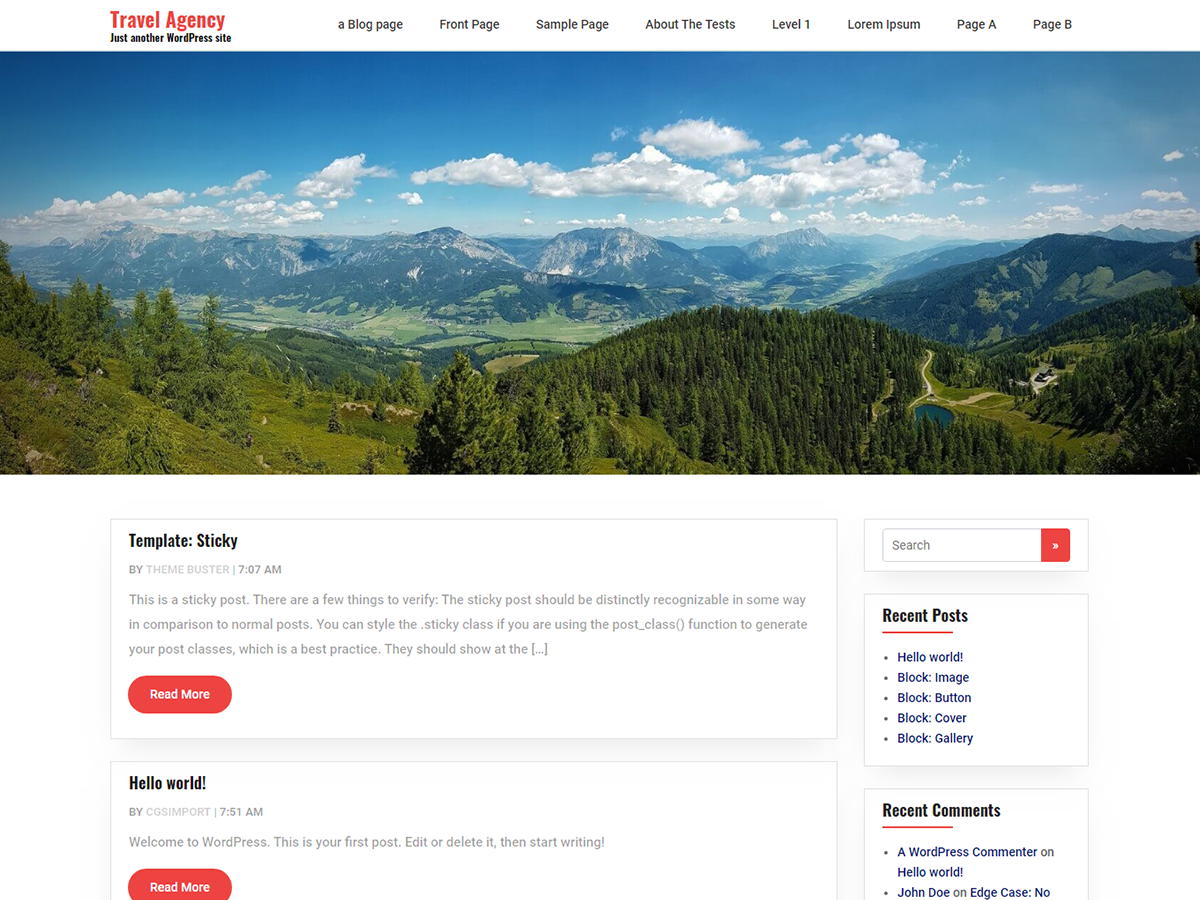 Travel Agency
Just another WordPress site
a Blog page
Front Page
Sample Page
About The Tests
Level 1
Lorem Ipsum
Page A
Page B
Template: Sticky
BY THEME BUSTER | 7:07 AM
This is a sticky post. There are a few things to verify: The sticky post should be distinctly recognizable in some way
in comparison to normal posts. You can style the .sticky class if you are using the post_class() function to generate
your post classes, which is a best practice. They should show at the [...]
Read More
Hello world!
BY CGSIMPORT | 7:51 AM
Welcome to WordPress. This is your first post. Edit or delete it, then start writing!
Read More
Search
»
Recent Posts
Hello world!
Block: Image
Block: Button
Block: Cover
Block: Gallery
Recent Comments
A WordPress Commenter on
Hello world!
John Doe on Edge Case: No